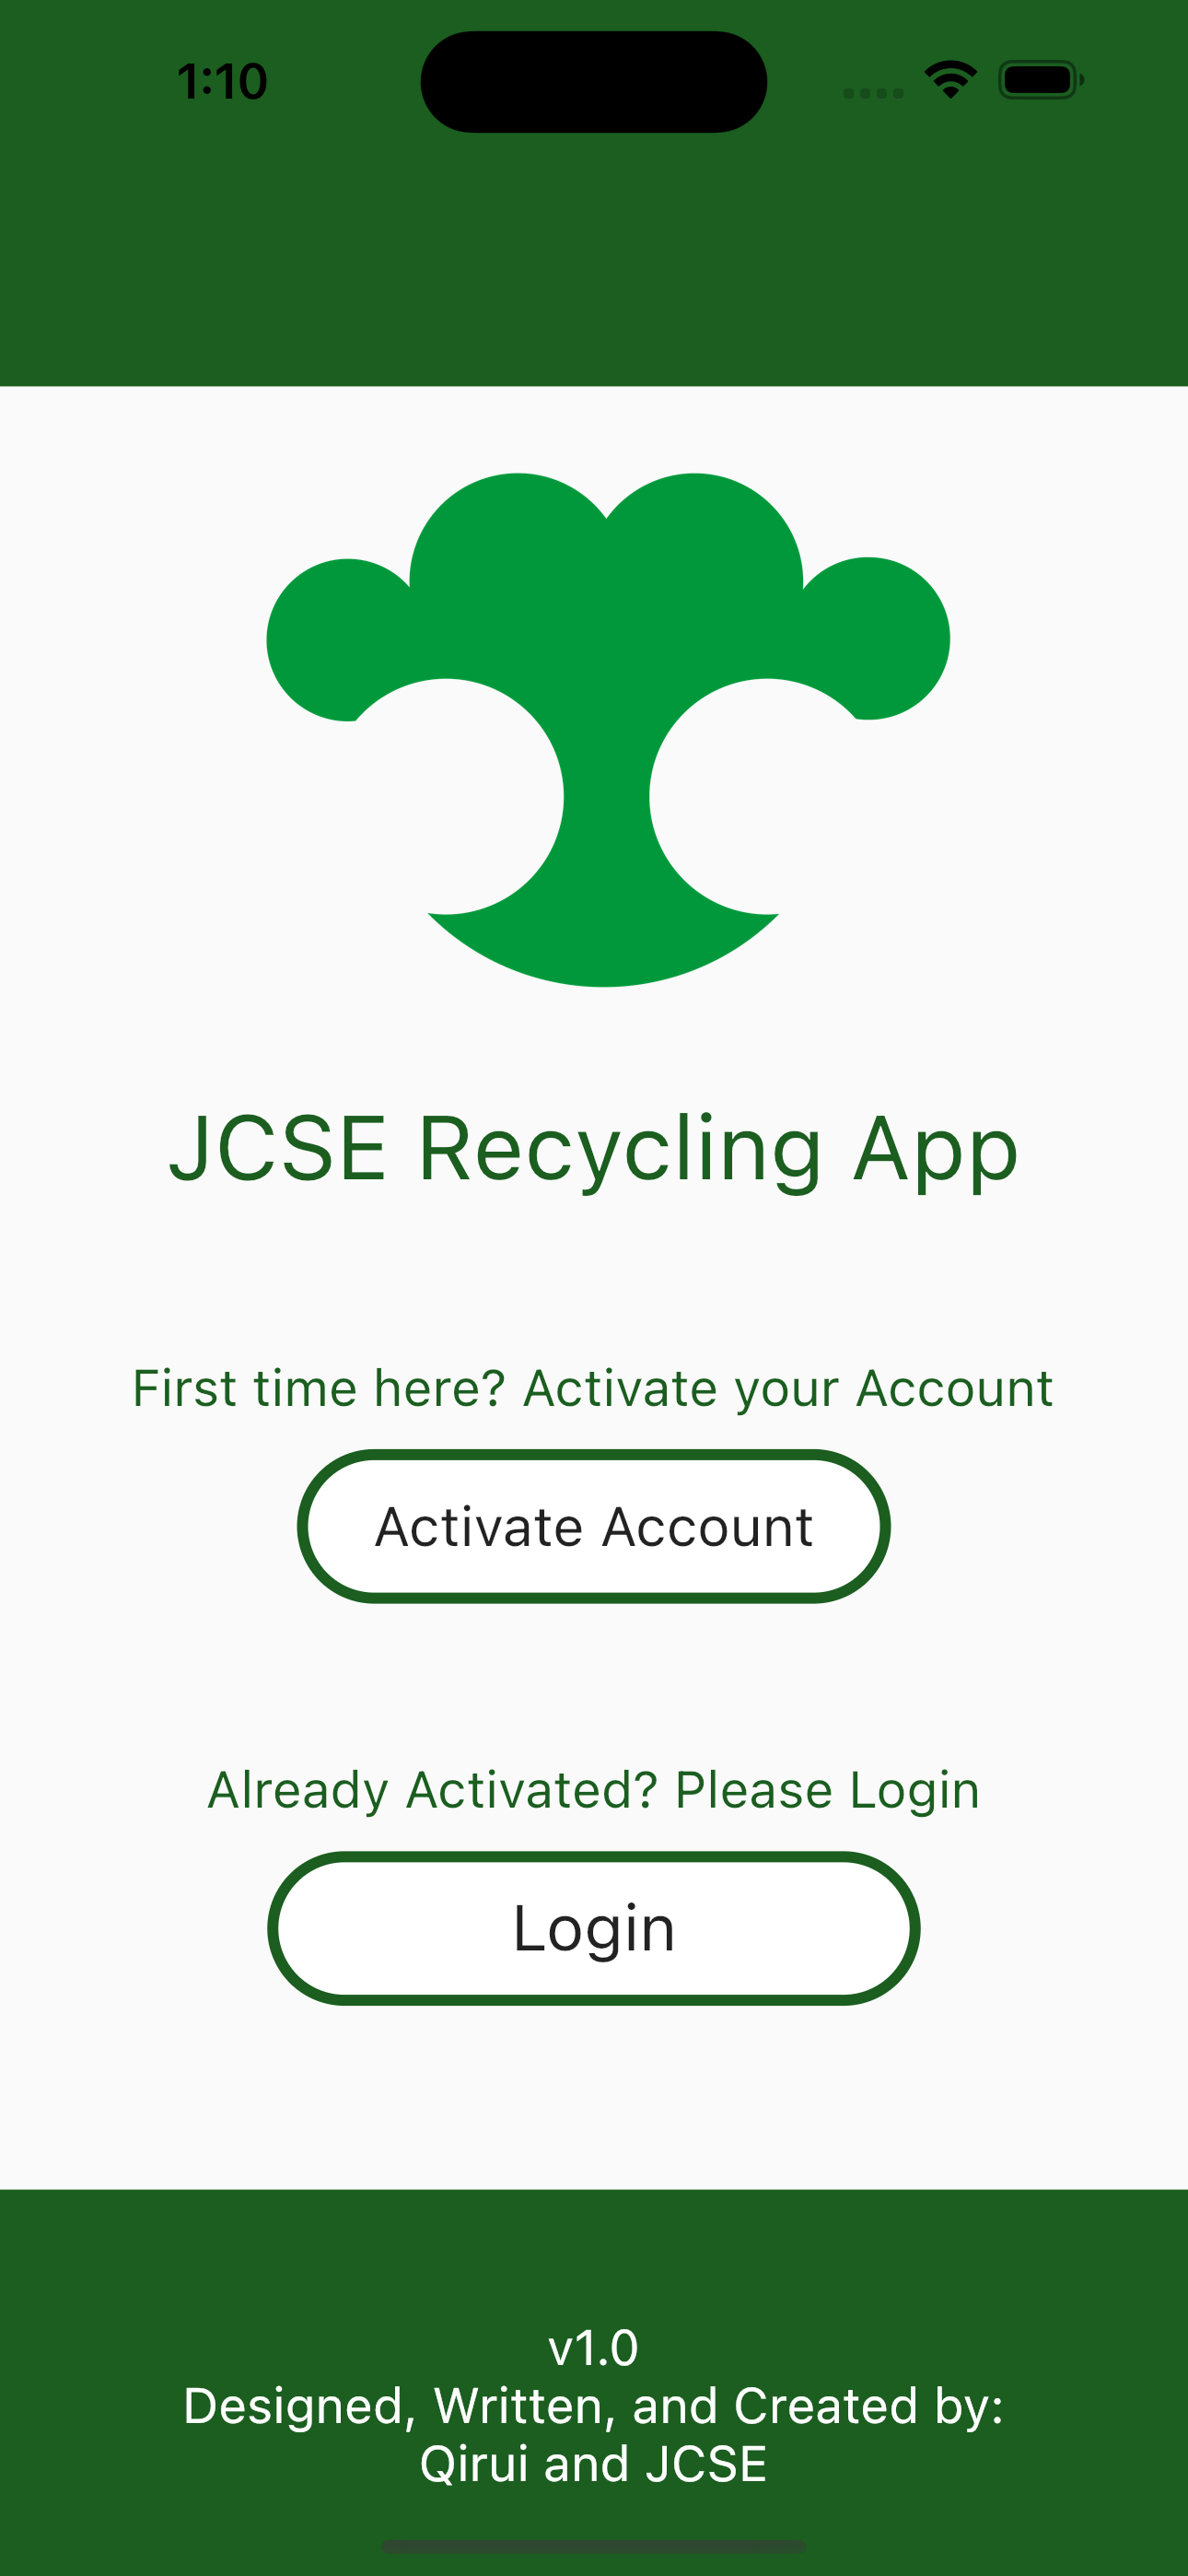 1:10
JCSE Recycling App
First time here? Activate your Account
Activate Account
Already Activated? Please Login
Login
v1.0
Designed, Written, and Created by:
Qirui and JCSE